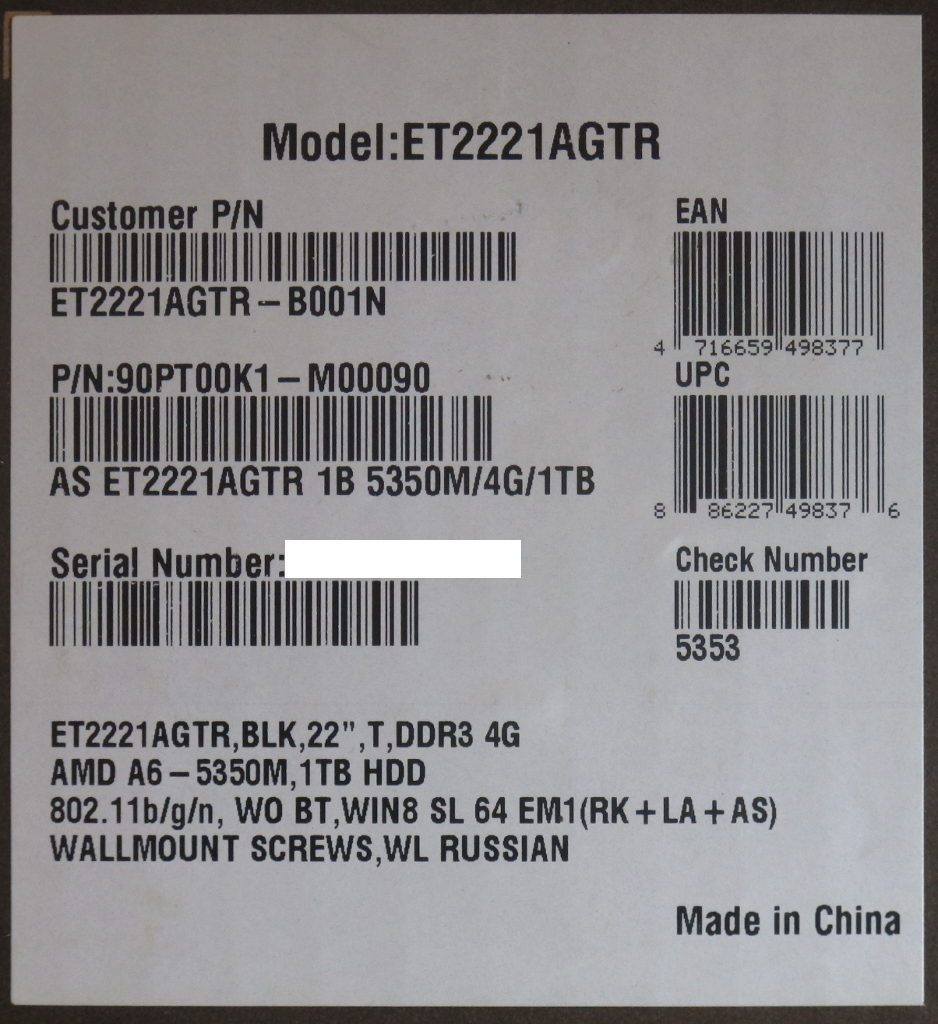 Model:ET2221AGTR
Customer P/N
ET2221AGTR-B001N
P/N:90PT00K1-M00090
AS ET2221AGTR 1B 5350M/4G/1TB
Serial Number:
EAN
4 716659 498377
UPC
8 86227 49837 6
Check Number
5353
ET2221AGTR,BLK,22",T,DDR3 4G
AMD A6-5350M,1TB HDD
802.11b/g/n, WO BT,WIN8 SL 64 EM1(RK+LA+AS)
WALLMOUNT SCREWS,WL RUSSIAN
Made in China